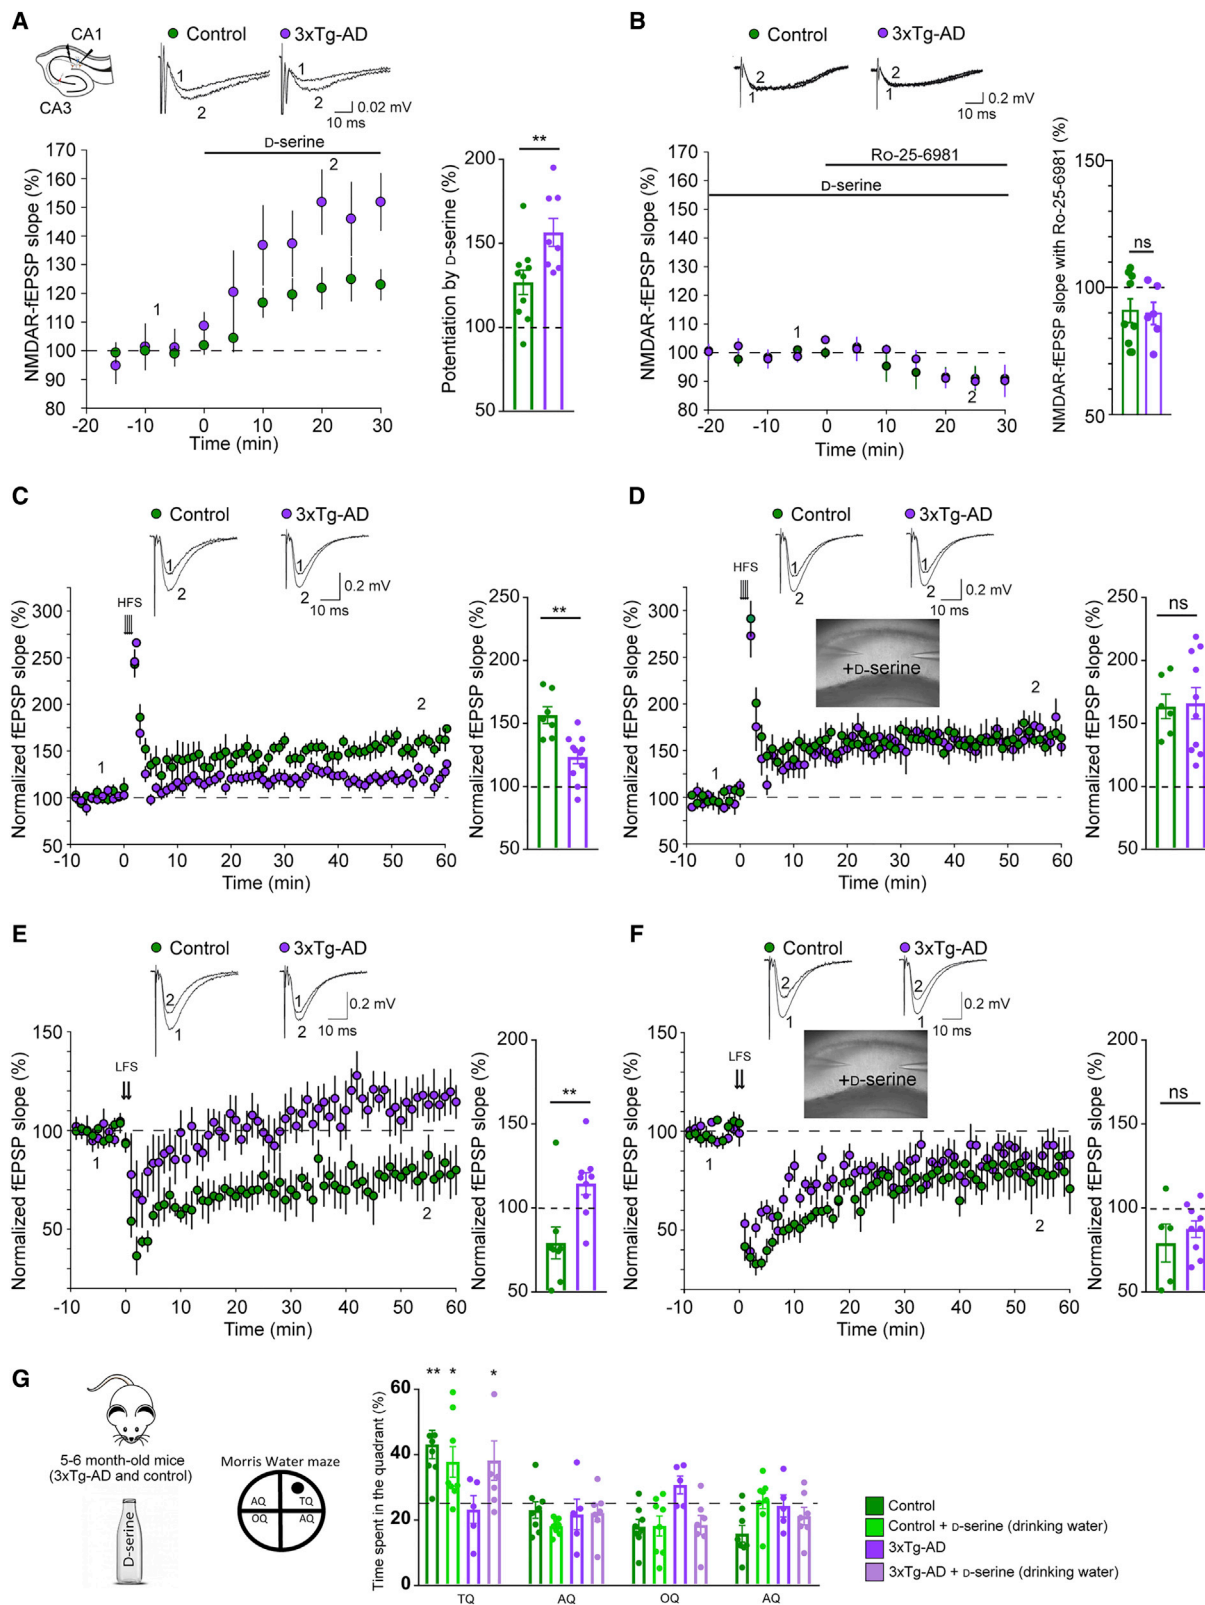 A
CA1
CA3
Control
3xTg-AD
1
2
1
2
0.02 mV
10 ms
D-serine
2
1
NMDAR-fEPSP slope (%)
170
160
150
140
130
120
110
100
90
80
-20
-10
0
10
20
30
Time (min)
Potentiation by D-serine (%)
200
150
100
50
**
B
Control
3xTg-AD
2
1
2
1
0.2 mV
10 ms
Ro-25-6981
D-serine
1
2
NMDAR-fEPSP slope (%)
170
160
150
140
130
120
110
100
90
80
-20
-10
0
10
20
30
Time (min)
NMDAR-fEPSP slope with Ro-25-6981 (%)
150
100
50
ns
C
Control
3xTg-AD
1
2
1
2
0.2 mV
10 ms
HFS
1
2
Normalized fEPSP slope (%)
300
250
200
150
100
50
-10
0
10
20
30
40
50
60
Time (min)
Normalized fEPSP slope (%)
250
200
150
100
50
**
D
Control
3xTg-AD
1
2
1
2
0.2 mV
10 ms
HFS
+D-serine
1
2
Normalized fEPSP slope (%)
300
250
200
150
100
50
-10
0
10
20
30
40
50
60
Time (min)
Normalized fEPSP slope (%)
250
200
150
100
50
ns
E
Control
3xTg-AD
2
1
1
2
0.2 mV
10 ms
LFS
1
2
Normalized fEPSP slope (%)
150
100
50
-10
0
10
20
30
40
50
60
Time (min)
Normalized fEPSP slope (%)
200
150
100
50
**
F
Control
3xTg-AD
2
1
2
1
0.2 mV
10 ms
LFS
+D-serine
1
2
Normalized fEPSP slope (%)
150
100
50
-10
0
10
20
30
40
50
60
Time (min)
Normalized fEPSP slope (%)
200
150
100
50
ns
G
5-6 month-old mice
(3xTg-AD and control)
D-serine
Morris Water maze
AQ
TQ
OQ
AQ
Time spent in the quadrant (%)
60
40
20
0
** * *
TQ
AQ
OQ
AQ
Control
Control + D-serine (drinking water)
3xTg-AD
3xTg-AD + D-serine (drinking water)